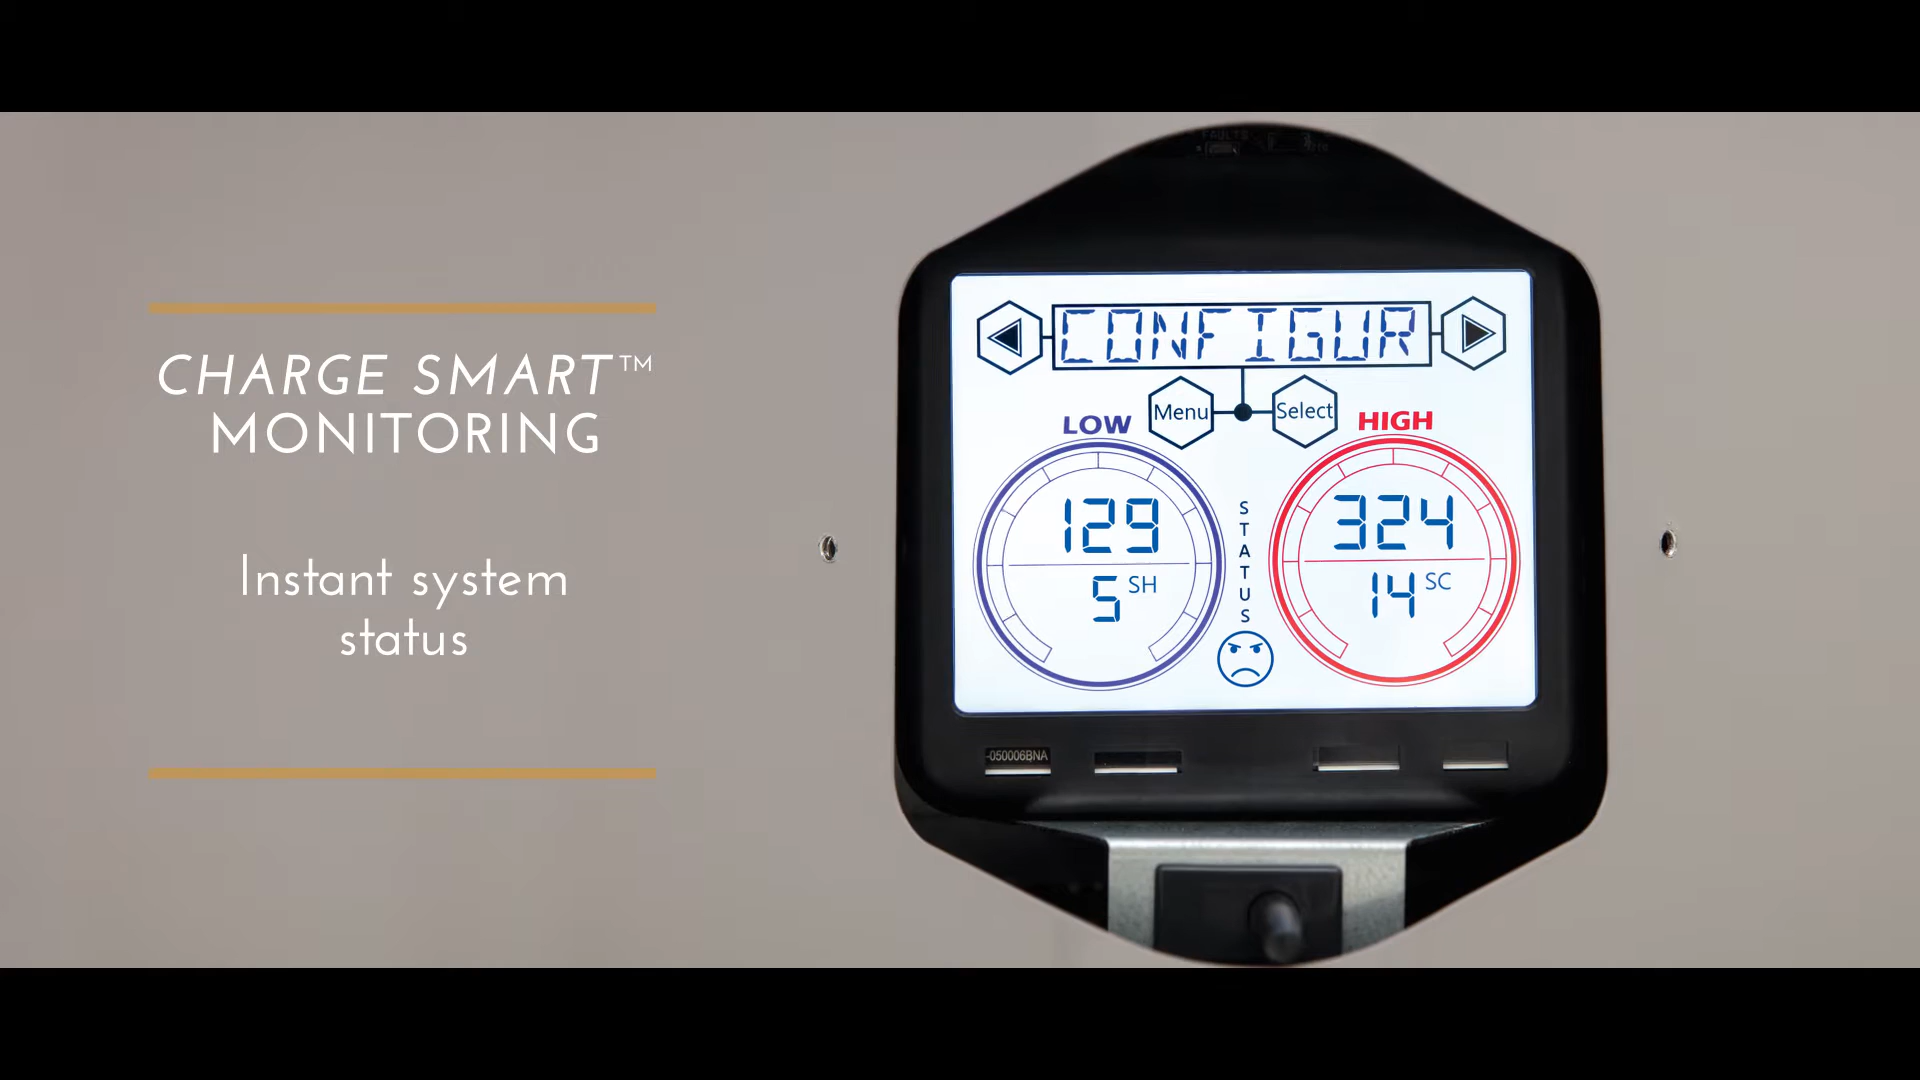 CHARGE SMART™
MONITORING
Instant system
status
FAULTS
CONFIGUR
Menu
Select
LOW
HIGH
129
5 SH
STATUS
324
14 SC
-050006BNA